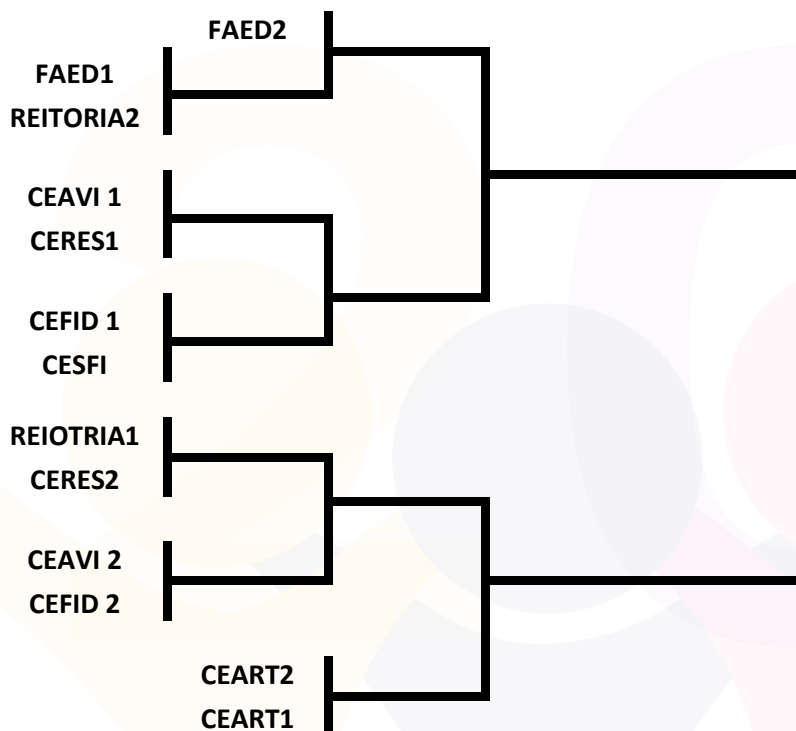 FAED2
FAED1
REITORIA2
CEAVI 1
CERES1
CEFID 1
CESFI
REIOTRIA1
CERES2
CEAVI 2
CEFID 2
CEART2
CEART1